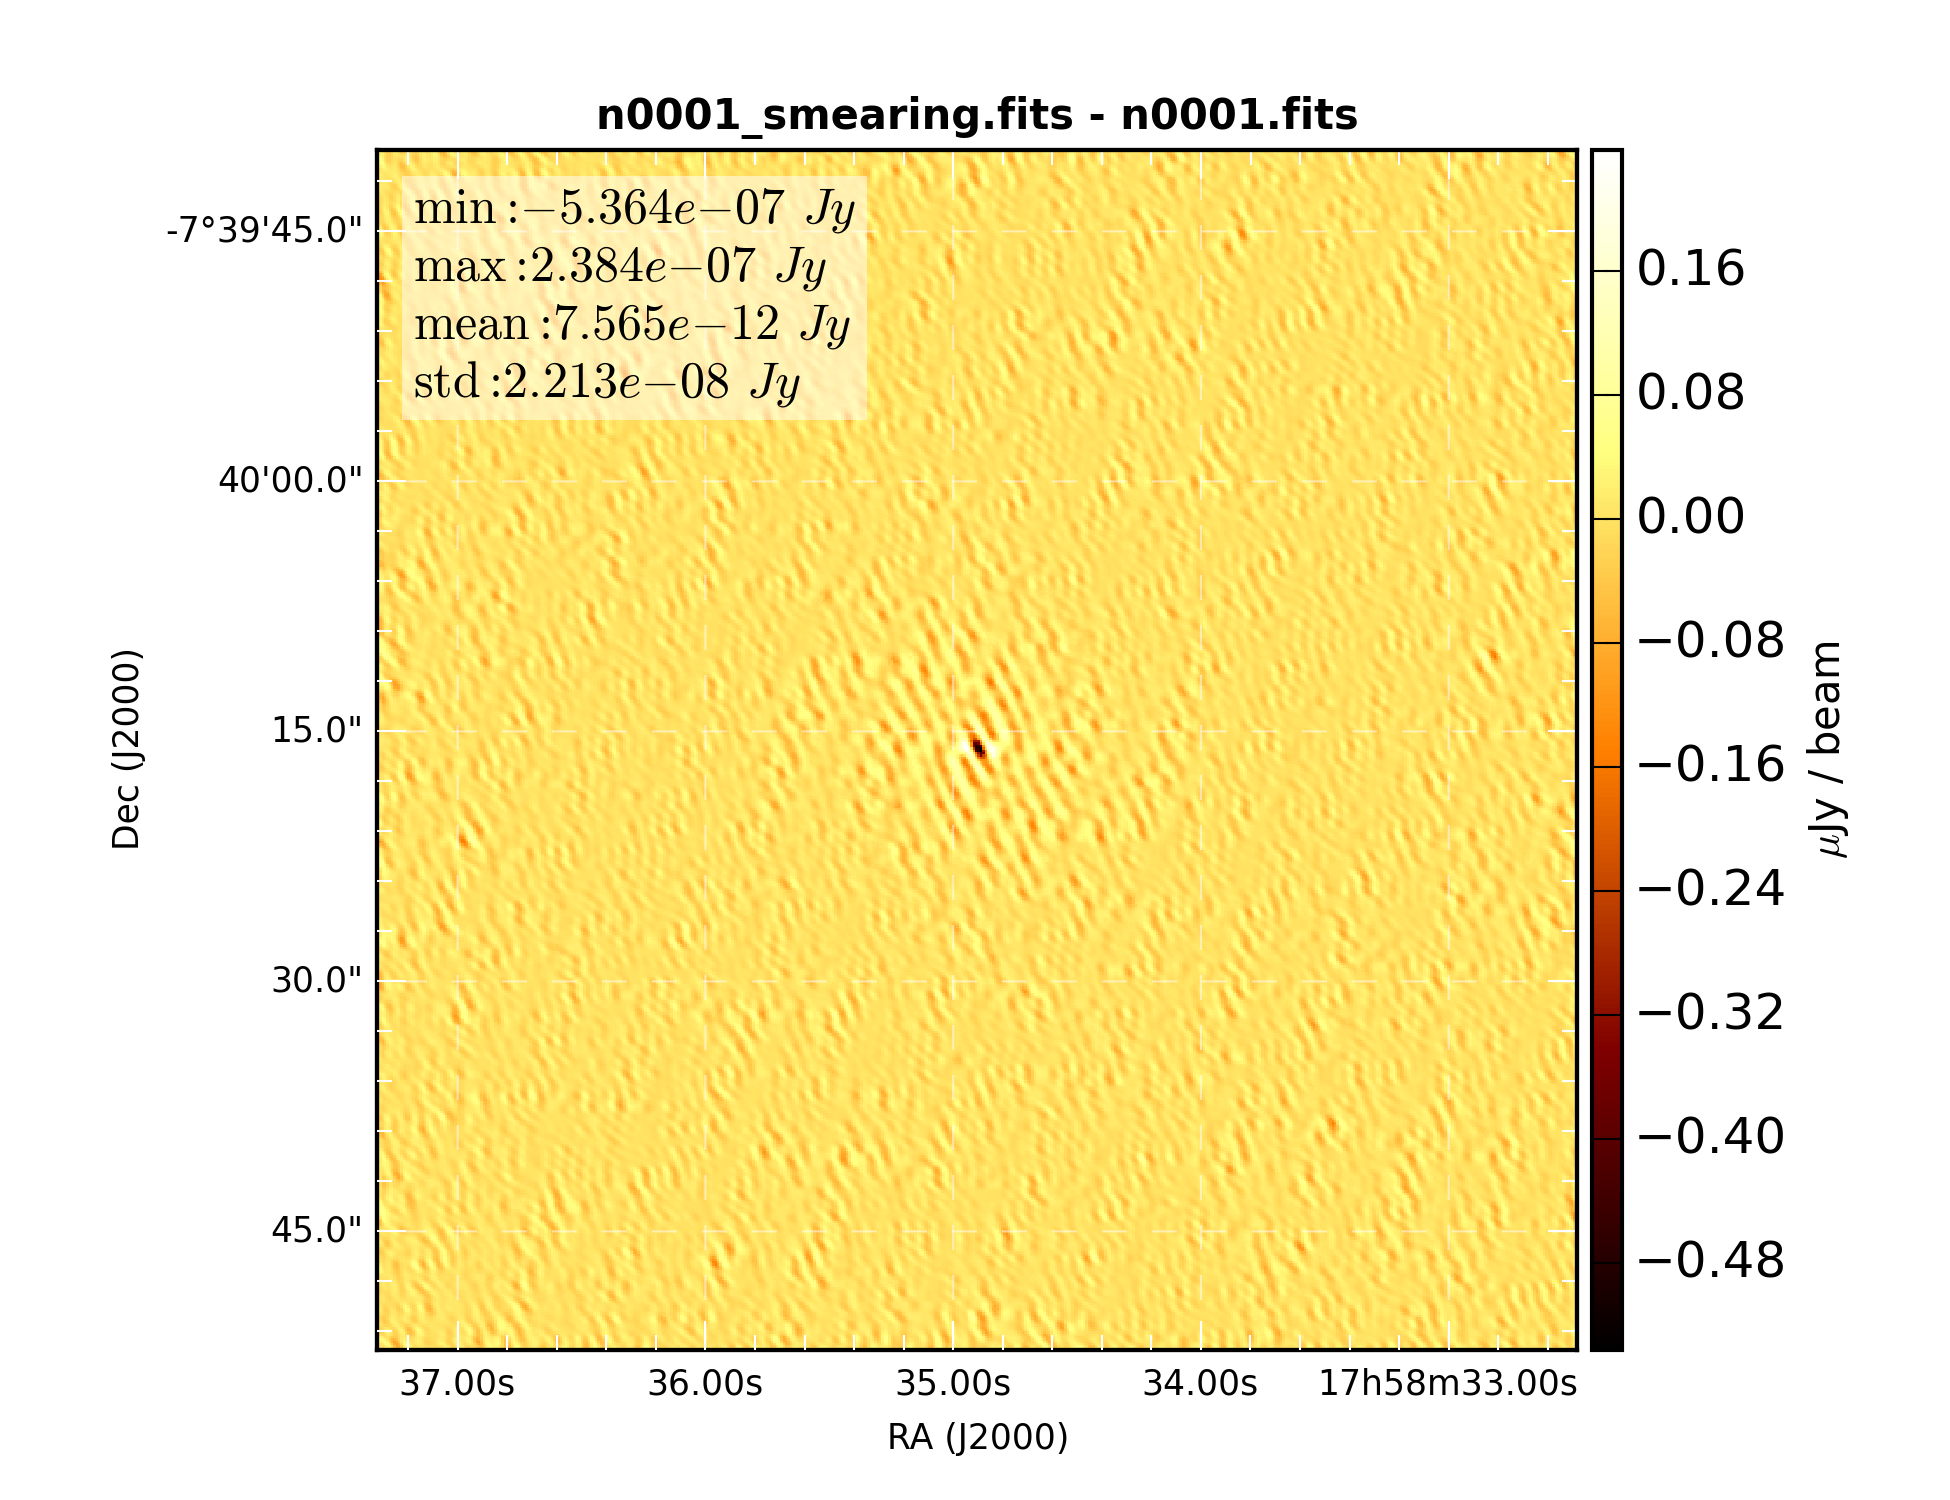 n0001_smearing.fits - n0001.fits
min :−5.364e−07 Jy
max :2.384e−07 Jy
mean :7.565e−12 Jy
std :2.213e−08 Jy
-7°39'45.0"
40'00.0"
15.0"
30.0"
45.0"
Dec (J2000)
37.00s 36.00s 35.00s 34.00s 17h58m33.00s
RA (J2000)
0.16
0.08
0.00
−0.08
−0.16
−0.24
−0.32
−0.40
−0.48
μJy / beam